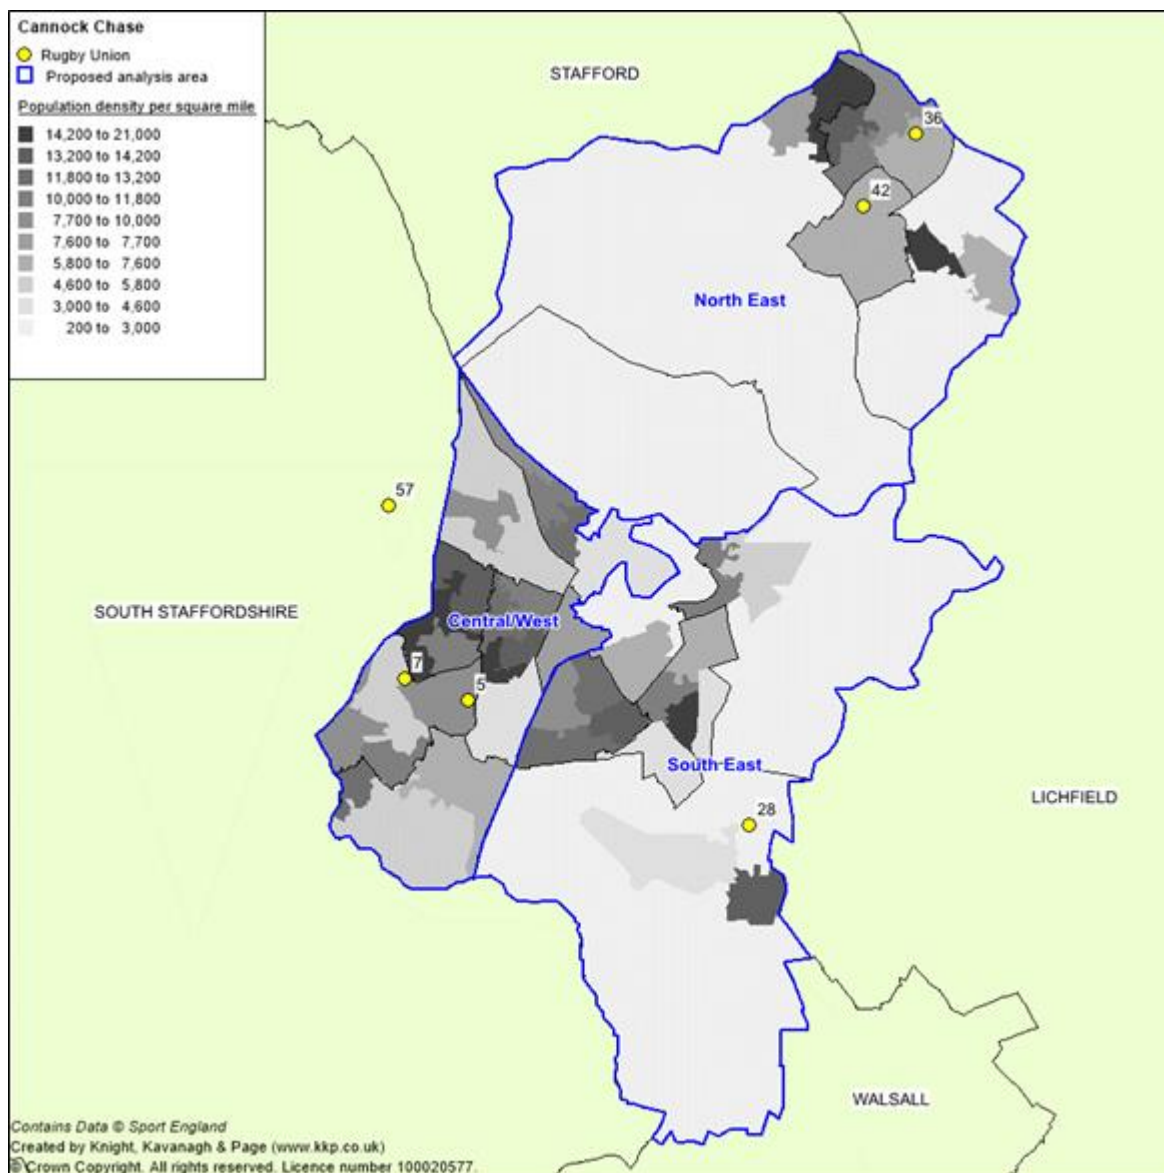 Cannock Chase
Rugby Union
Proposed analysis area
Population density per square mile
14,200 to 21,000
13,200 to 14,200
11,800 to 13,200
10,000 to 11,800
7,700 to 10,000
7,600 to 7,700
5,800 to 7,600
4,600 to 5,800
3,000 to 4,600
200 to 3,000
STAFFORD
36
42
North East
57
SOUTH STAFFORDSHIRE
Central/West
7
5
South East
LICHFIELD
28
WALSALL
Contains Data © Sport England
Created by Knight, Kavanagh & Page (www.kkp.co.uk)
© Crown Copyright. All rights reserved. Licence number 100020577.